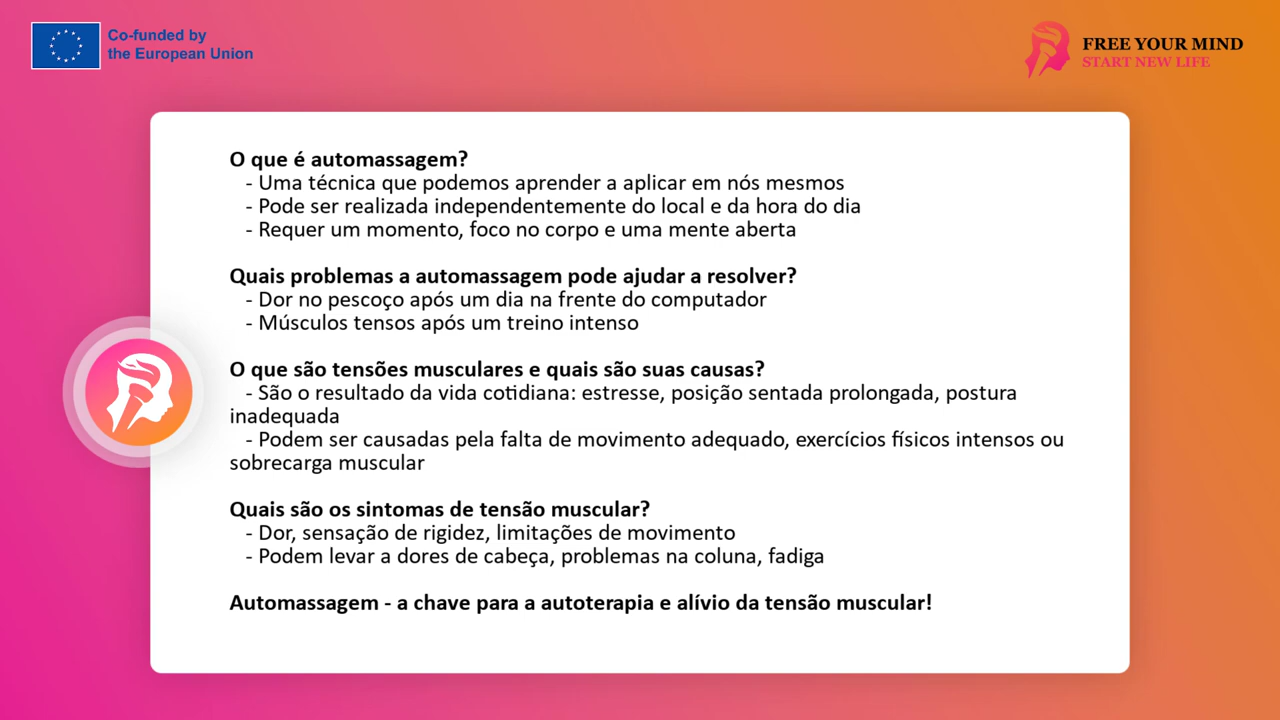 Co-funded by
the European Union
FREE YOUR MIND
START NEW LIFE
O que é automassagem?
- Uma técnica que podemos aprender a aplicar em nós mesmos
- Pode ser realizada independentemente do local e da hora do dia
- Requer um momento, foco no corpo e uma mente aberta
Quais problemas a automassagem pode ajudar a resolver?
- Dor no pescoço após um dia na frente do computador
- Músculos tensos após um treino intenso
O que são tensões musculares e quais são suas causas?
- São o resultado da vida cotidiana: estresse, posição sentada prolongada, postura
inadequada
- Podem ser causadas pela falta de movimento adequado, exercícios físicos intensos ou
sobrecarga muscular
Quais são os sintomas de tensão muscular?
- Dor, sensação de rigidez, limitações de movimento
- Podem levar a dores de cabeça, problemas na coluna, fadiga
Automassagem - a chave para a autoterapia e alívio da tensão muscular!